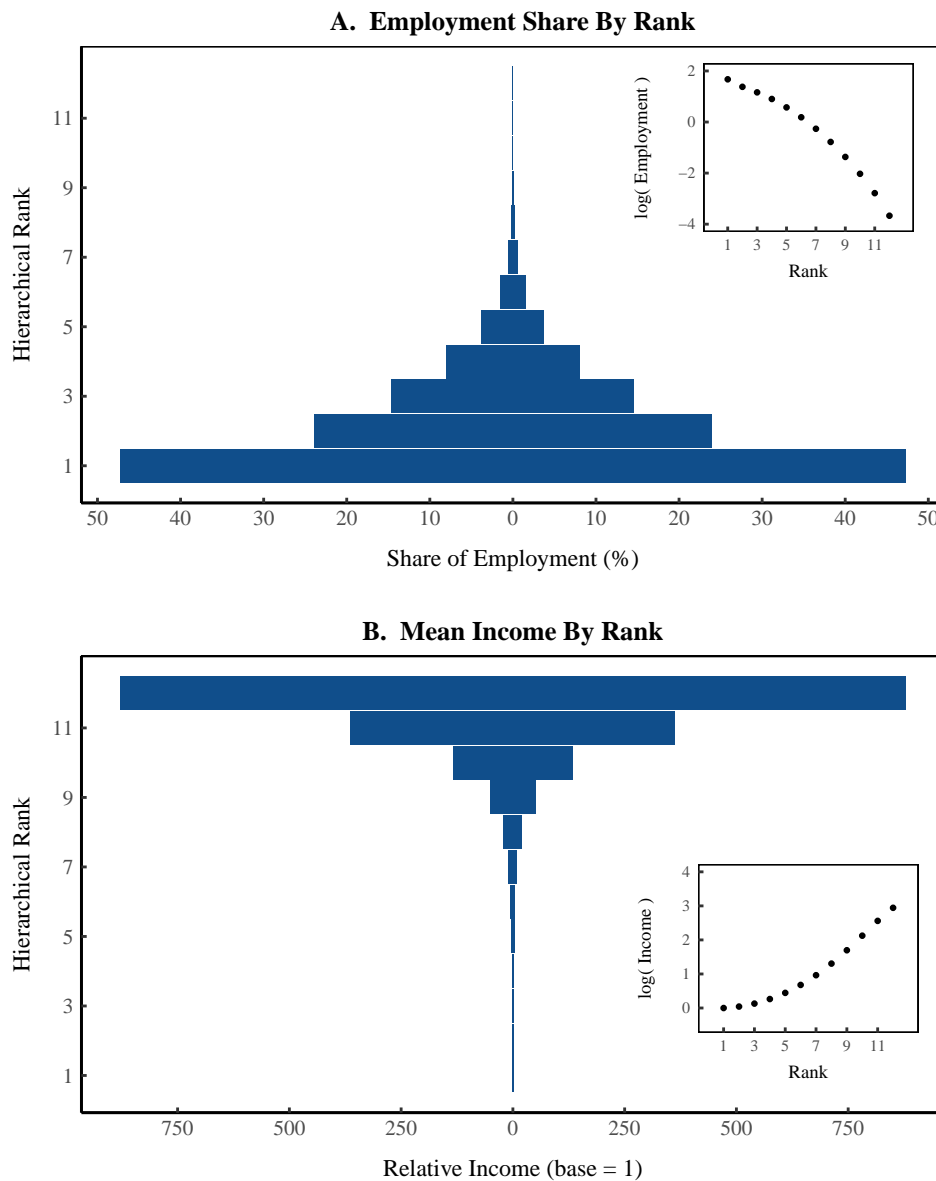 A. Employment Share By Rank
Hierarchical Rank
11
9
7
5
3
1
50 40 30 20 10 0 10 20 30 40 50
Share of Employment (%)
log( Employment )
2
0
−2
−4
1 3 5 7 9 11
Rank
B. Mean Income By Rank
Hierarchical Rank
11
9
7
5
3
1
750 500 250 0 250 500 750
Relative Income (base = 1)
log( Income )
4
3
2
1
0
1 3 5 7 9 11
Rank